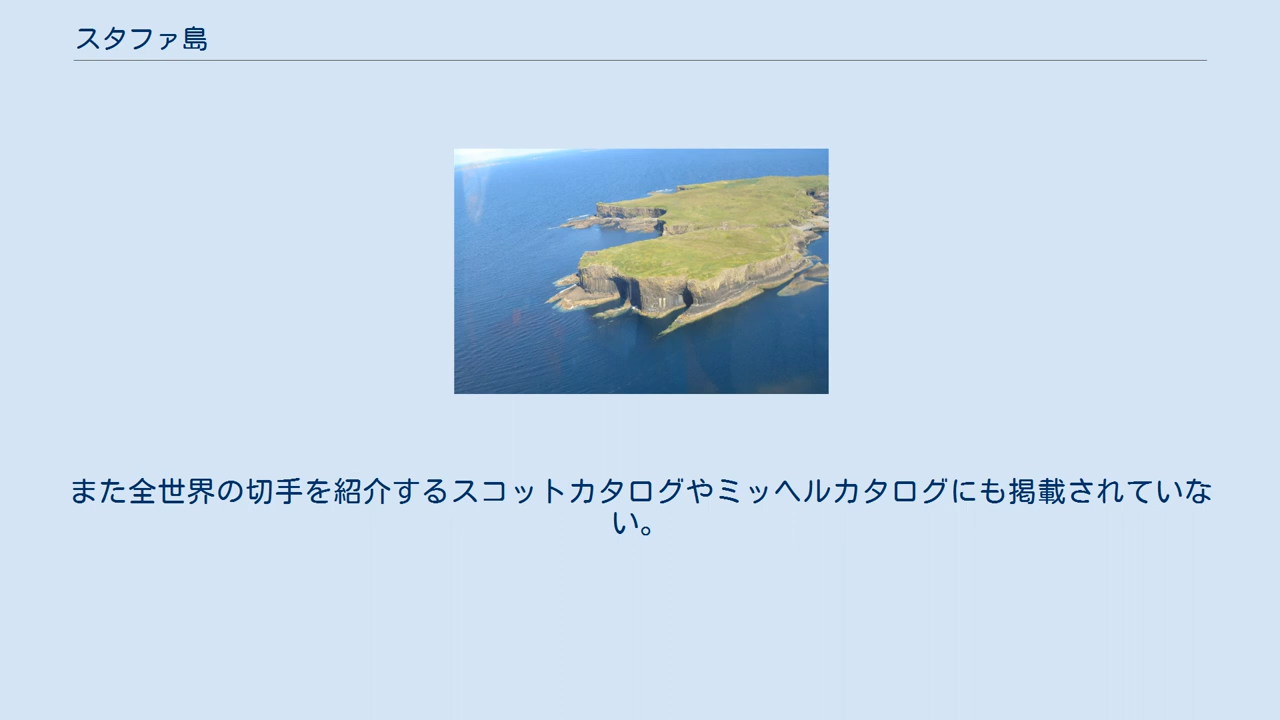 スタファ島
また全世界の切手を紹介するスコットカタログやミッヘルカタログにも掲載されていな
い。